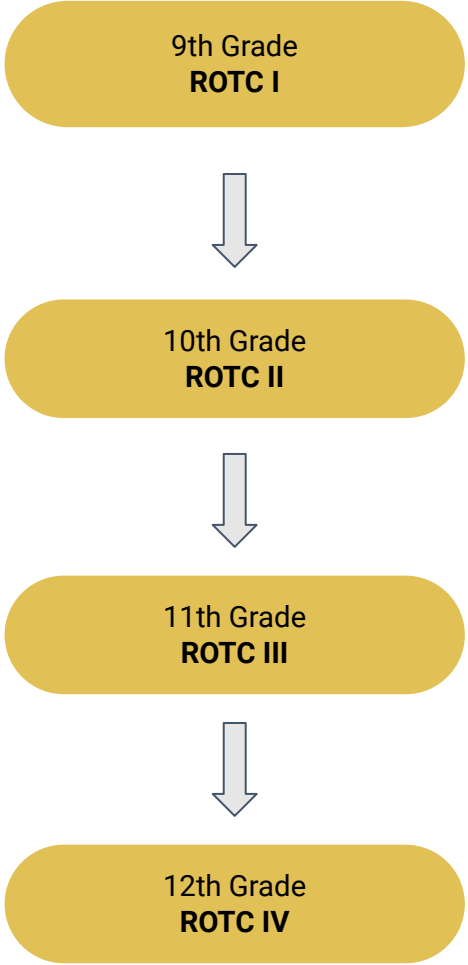 9th Grade
ROTC I
10th Grade
ROTC II
11th Grade
ROTC III
12th Grade
ROTC IV